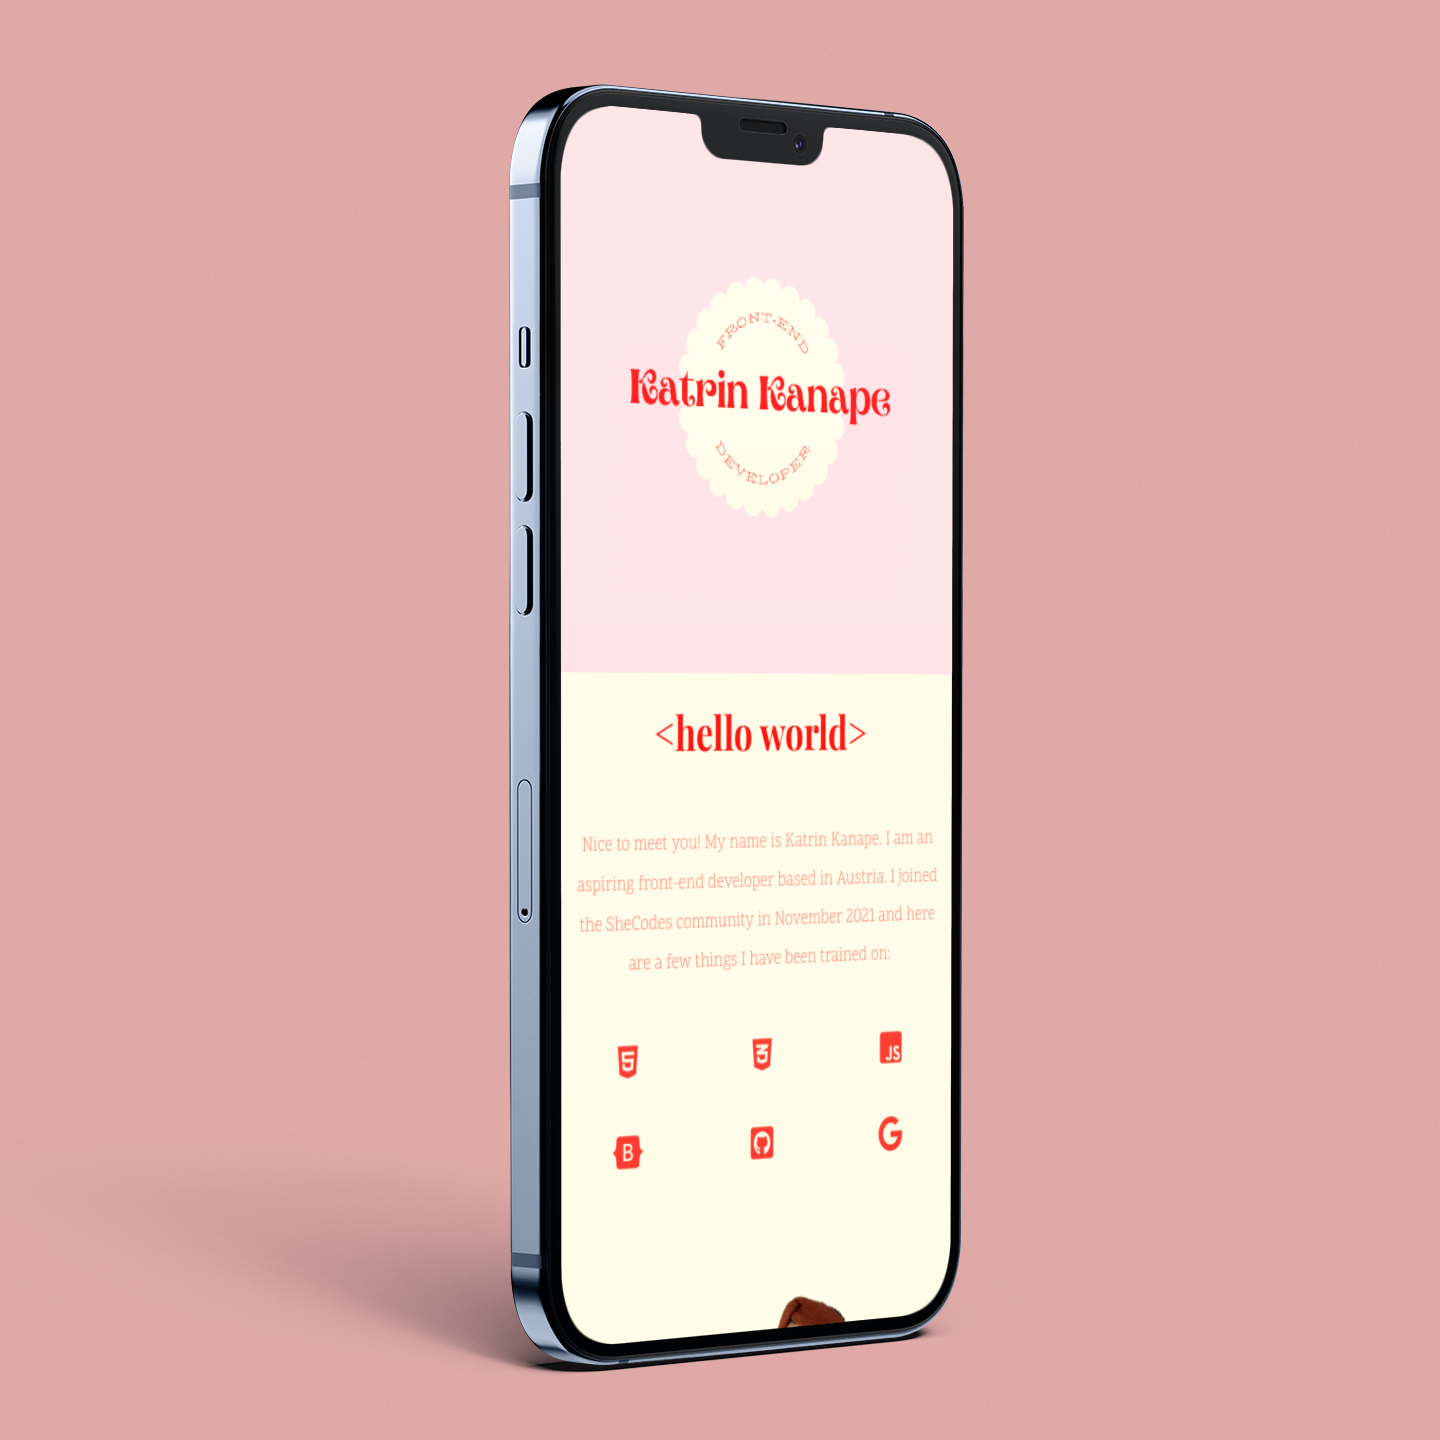 FRONT-END
Katrin Kanape
DEVELOPER
<hello world>
Nice to meet you! My name is Katrin Kanape. I am an
aspiring front-end developer based in Austria. I joined
the SheCodes community in November 2021 and here
are a few things I have been trained on:
5 3 JS
B G